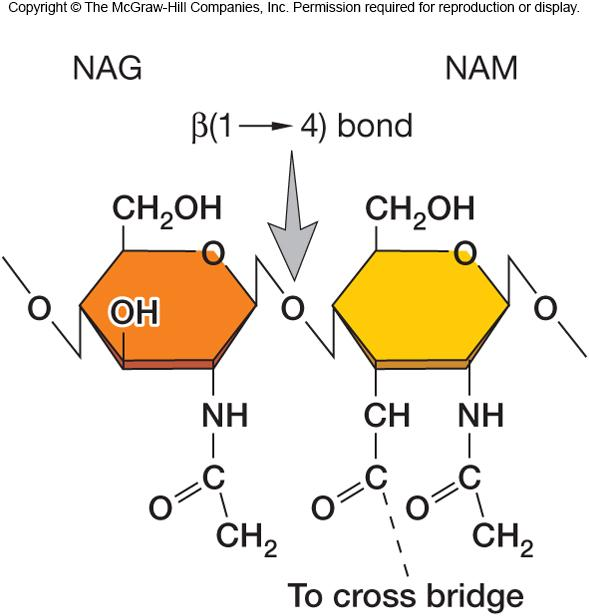 Copyright © The McGraw-Hill Companies, Inc. Permission required for reproduction or display.
NAG NAM
β(1 → 4) bond
CH₂OH CH₂OH
O O
O OH O O
NH CH NH
C C C
O O O
CH₂ CH₂
To cross bridge